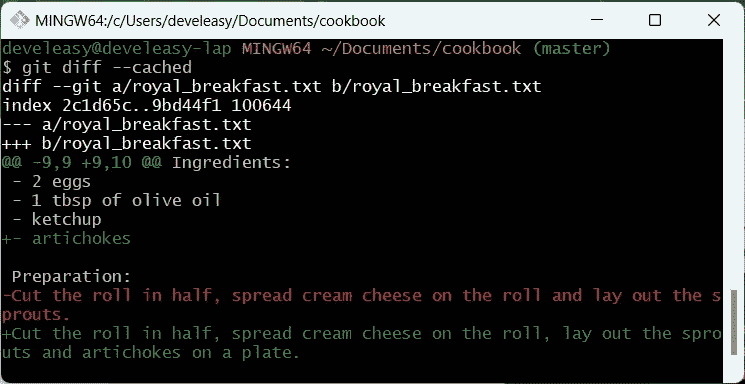 MINGW64:/c/Users/develeasy/Documents/cookbook
develeasy@develeasy-lap MINGW64 ~/Documents/cookbook (master)
$ git diff --cached
diff --git a/royal_breakfast.txt b/royal_breakfast.txt
index 2c1d65c..9bd44f1 100644
--- a/royal_breakfast.txt
+++ b/royal_breakfast.txt
@@ -9,9 +9,10 @@ Ingredients:
 - 2 eggs
 - 1 tbsp of olive oil
 - ketchup
+- artichokes

 Preparation:
-Cut the roll in half, spread cream cheese on the roll and lay out the s
prouts.
+Cut the roll in half, spread cream cheese on the roll, lay out the spro
uts and artichokes on a plate.